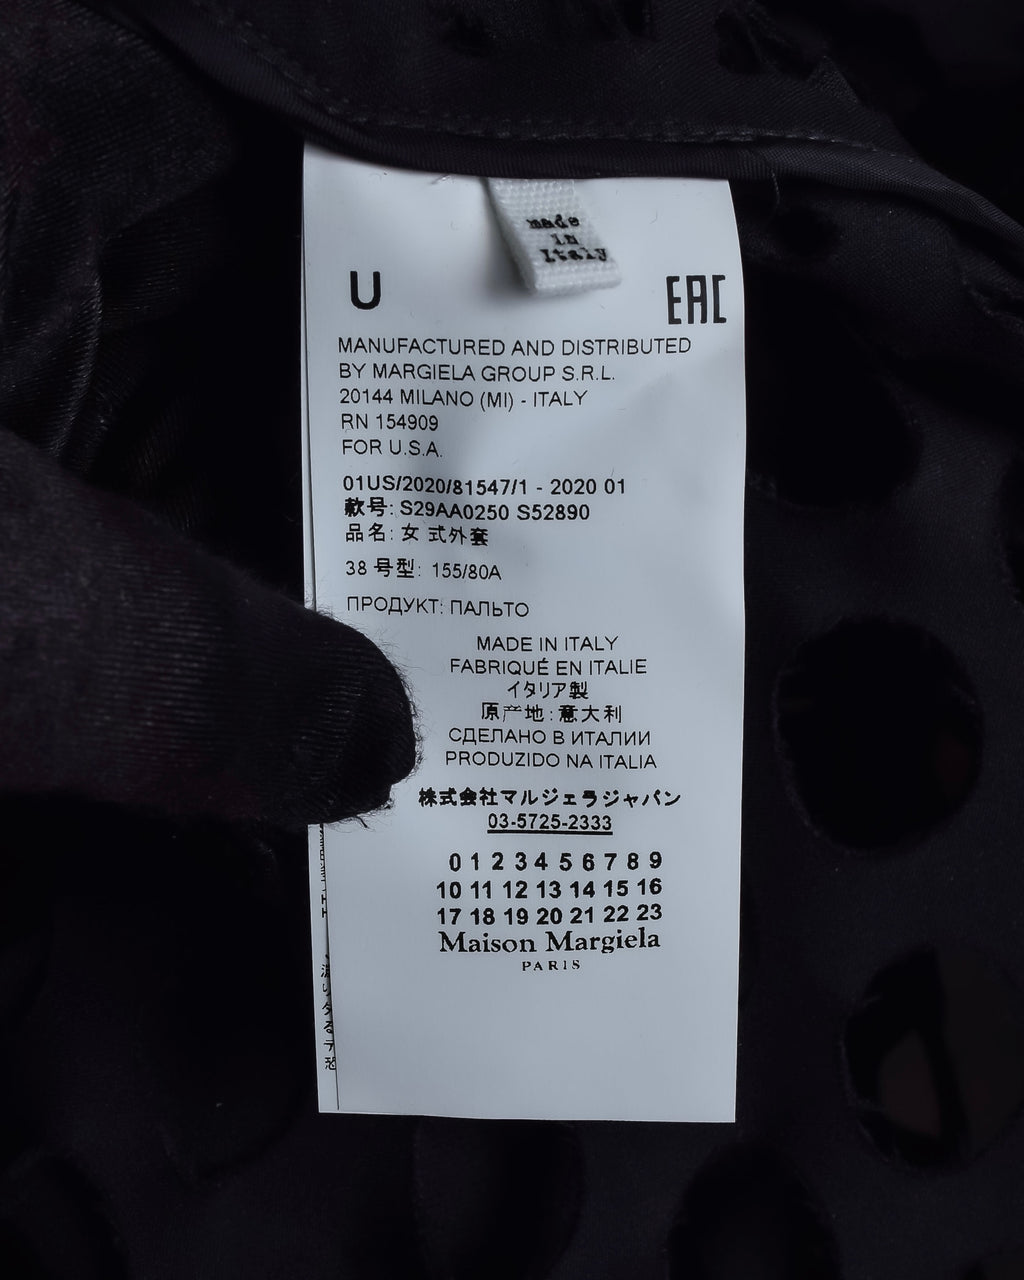 made
in
Italy
U
EAC
MANUFACTURED AND DISTRIBUTED
BY MARGIELA GROUP S.R.L.
20144 MILANO (MI) - ITALY
RN 154909
FOR U.S.A.
01US/2020/81547/1 - 2020 01
款号: S29AA0250 S52890
品名: 女 式外套
38 号型: 155/80A
ПРОДУКТ: ПАЛЬТО
MADE IN ITALY
FABRIQUÉ EN ITALIE
イタリア製
原产地: 意大利
СДЕЛАНО В ИТАЛИИ
PRODUZIDO NA ITALIA
株式会社マルジェラジャパン
03-5725-2333
0 1 2 3 4 5 6 7 8 9
10 11 12 13 14 15 16
17 18 19 20 21 22 23
Maison Margiela
PARIS